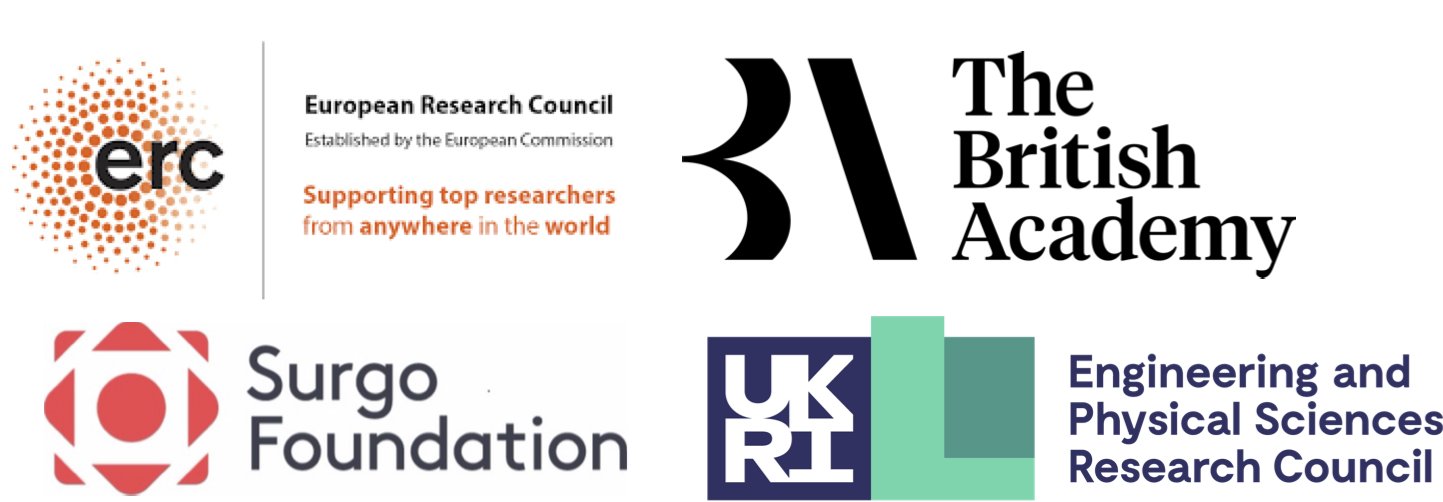 erc
European Research Council
Established by the European Commission
Supporting top researchers
from anywhere in the world
The
British
Academy
Surgo
Foundation
UK
RI
Engineering and
Physical Sciences
Research Council